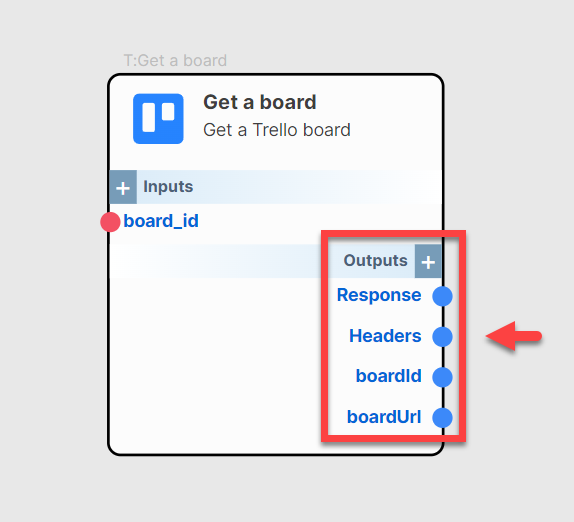 T:Get a board
Get a board
Get a Trello board
+ Inputs
board_id
Outputs +
Response
Headers
boardId
boardUrl